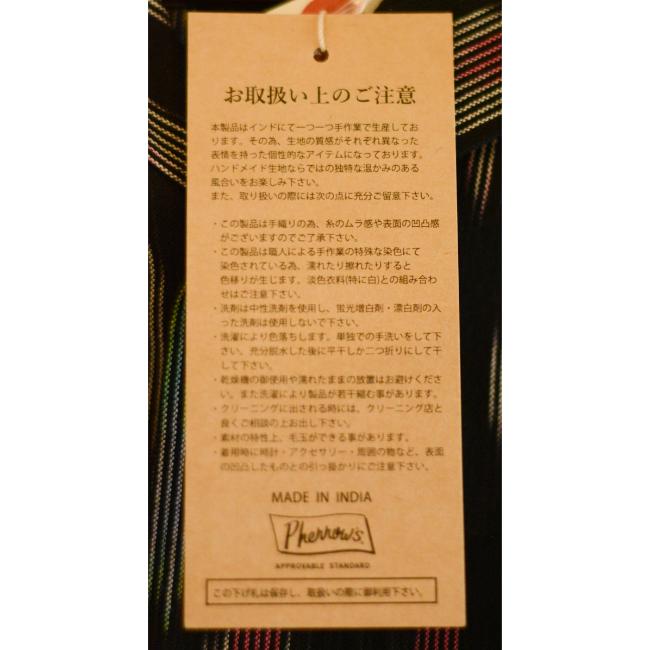 お取扱い上のご注意
本製品はインドにて一つ一つ手作業で生産してお
ります。その為、生地の質感がそれぞれ異なった
表情を持った個性的なアイテムになっております。
ハンドメイド生地ならではの独特な温かみのある
風合いをお楽しみ下さい。
また、取り扱いの際には次の点に充分ご留意下さい。
・この製品は手織りの為、糸のムラ感や表面の凹凸感
がございますのでご了承下さい。
・この製品は職人による手作業の特殊な染色にて
染色されている為、濡れたり擦れたりすると
色移りが生じます。淡色衣料(特に白)との組み合わ
せはご注意下さい。
・洗剤は中性洗剤を使用し、蛍光増白剤・漂白剤の入
った洗剤は使用しないで下さい。
・洗濯により色落ちします。単独での手洗いをして下
さい。充分脱水した後に平干しか二つ折りにして干
して下さい。
・乾燥機の御使用や濡れたままの放置はお避けくださ
い。また洗濯により製品が若干縮む事があります。
・クリーニングに出される時には、クリーニング店と
良くご相談の上お出し下さい。
・素材の特性上、毛玉ができる事があります。
・着用時に時計・アクセサリー・周囲の物など、表面
の凹凸したものとの引っ掛かりにご注意下さい。
MADE IN INDIA
Pherrow's
APPROVABLE STANDARD
この下げ札は保存し、取扱いの際に御利用下さい。